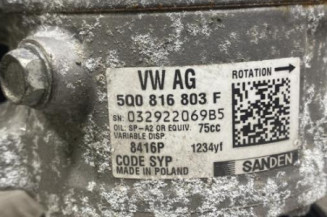 VW AG
ROTATION
5Q0 816 803 F
SN: 032922069B5
OIL: SP-A2 OR EQUIV. 75cc
VARIABLE DISP.
8416P 1234yf
CODE SYP
MADE IN POLAND
SANDEN